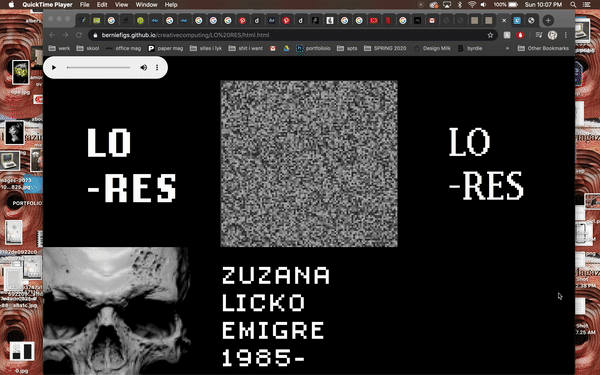 QuickTime Player File Edit View Window Help
100% Sun 10:07 PM
berniefigs.github.io/creativecomputing/LO%20RES/html.html
werk skool office mag paper mag sites i lyk shit i want portfolioio apts SPRING 2020 Design Milk byrdie Other Bookmarks
LO
-RES
LO
-RES
ZUZANA
LICKO
EMIGRE
1985-
PORTFOLIO